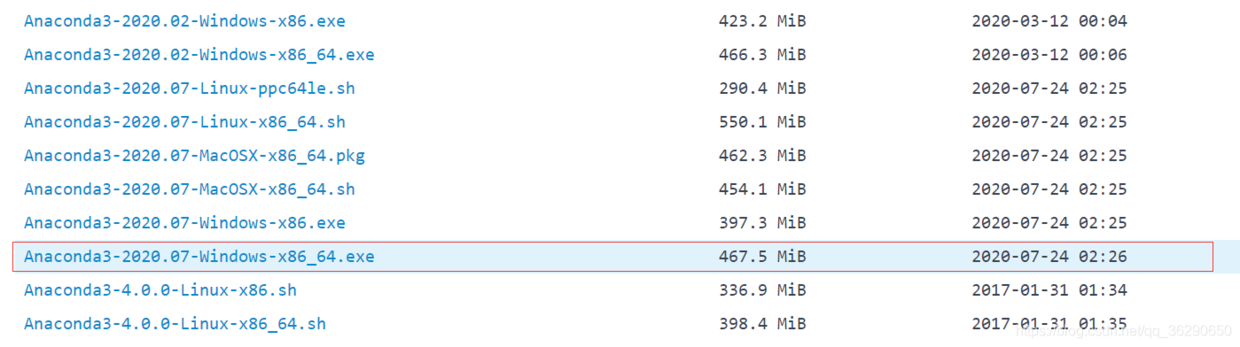 Anaconda3-2020.02-Windows-x86.exe 423.2 MiB 2020-03-12 00:04
Anaconda3-2020.02-Windows-x86_64.exe 466.3 MiB 2020-03-12 00:06
Anaconda3-2020.07-Linux-ppc64le.sh 290.4 MiB 2020-07-24 02:25
Anaconda3-2020.07-Linux-x86_64.sh 550.1 MiB 2020-07-24 02:25
Anaconda3-2020.07-MacOSX-x86_64.pkg 462.3 MiB 2020-07-24 02:25
Anaconda3-2020.07-MacOSX-x86_64.sh 454.1 MiB 2020-07-24 02:25
Anaconda3-2020.07-Windows-x86.exe 397.3 MiB 2020-07-24 02:25
Anaconda3-2020.07-Windows-x86_64.exe 467.5 MiB 2020-07-24 02:26
Anaconda3-4.0.0-Linux-x86.sh 336.9 MiB 2017-01-31 01:34
Anaconda3-4.0.0-Linux-x86_64.sh 398.4 MiB 2017-01-31 01:35
https://blog.csdn.net/qq_36290650